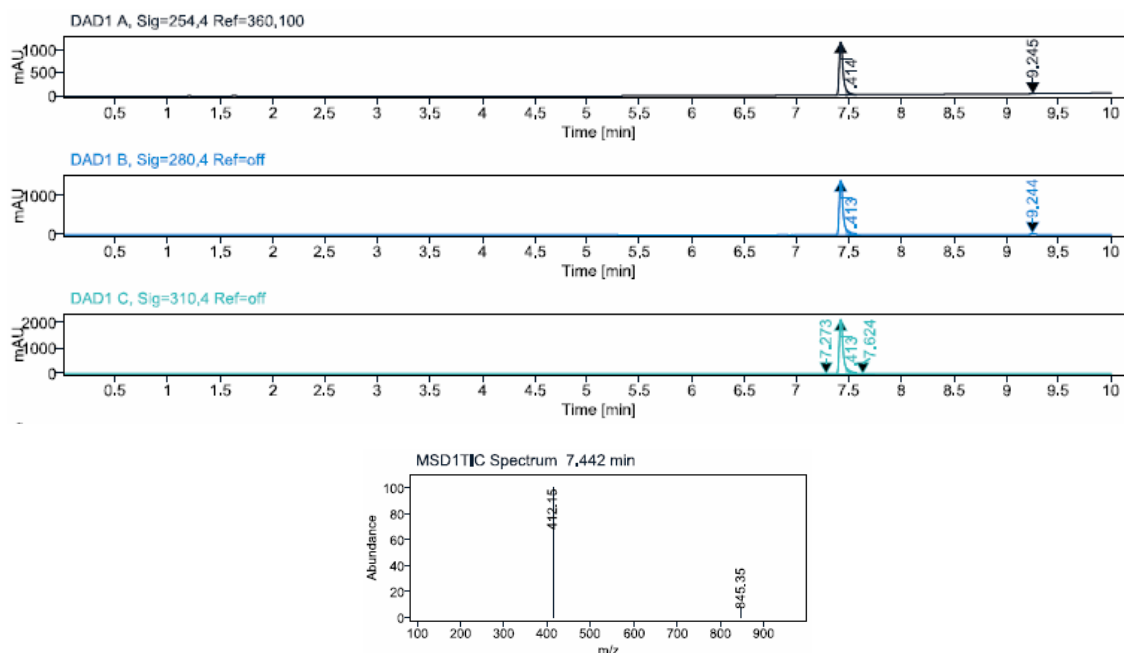 DAD1 A, Sig=254,4 Ref=360,100
mAU
1000
500
0
.414
9.245
0.5 1 1.5 2 2.5 3 3.5 4 4.5 5 5.5 6 6.5 7 7.5 8 8.5 9 9.5 10
Time [min]
DAD1 B, Sig=280,4 Ref=off
mAU
1000
0
.413
9.244
0.5 1 1.5 2 2.5 3 3.5 4 4.5 5 5.5 6 6.5 7 7.5 8 8.5 9 9.5 10
Time [min]
DAD1 C, Sig=310,4 Ref=off
mAU
2000
1000
0
7.273
.413
7.624
0.5 1 1.5 2 2.5 3 3.5 4 4.5 5 5.5 6 6.5 7 7.5 8 8.5 9 9.5 10
Time [min]
MSD1TIC Spectrum 7.442 min
Abundance
100
80
60
40
20
0
412.15
845.35
100 200 300 400 500 600 700 800 900
m/z